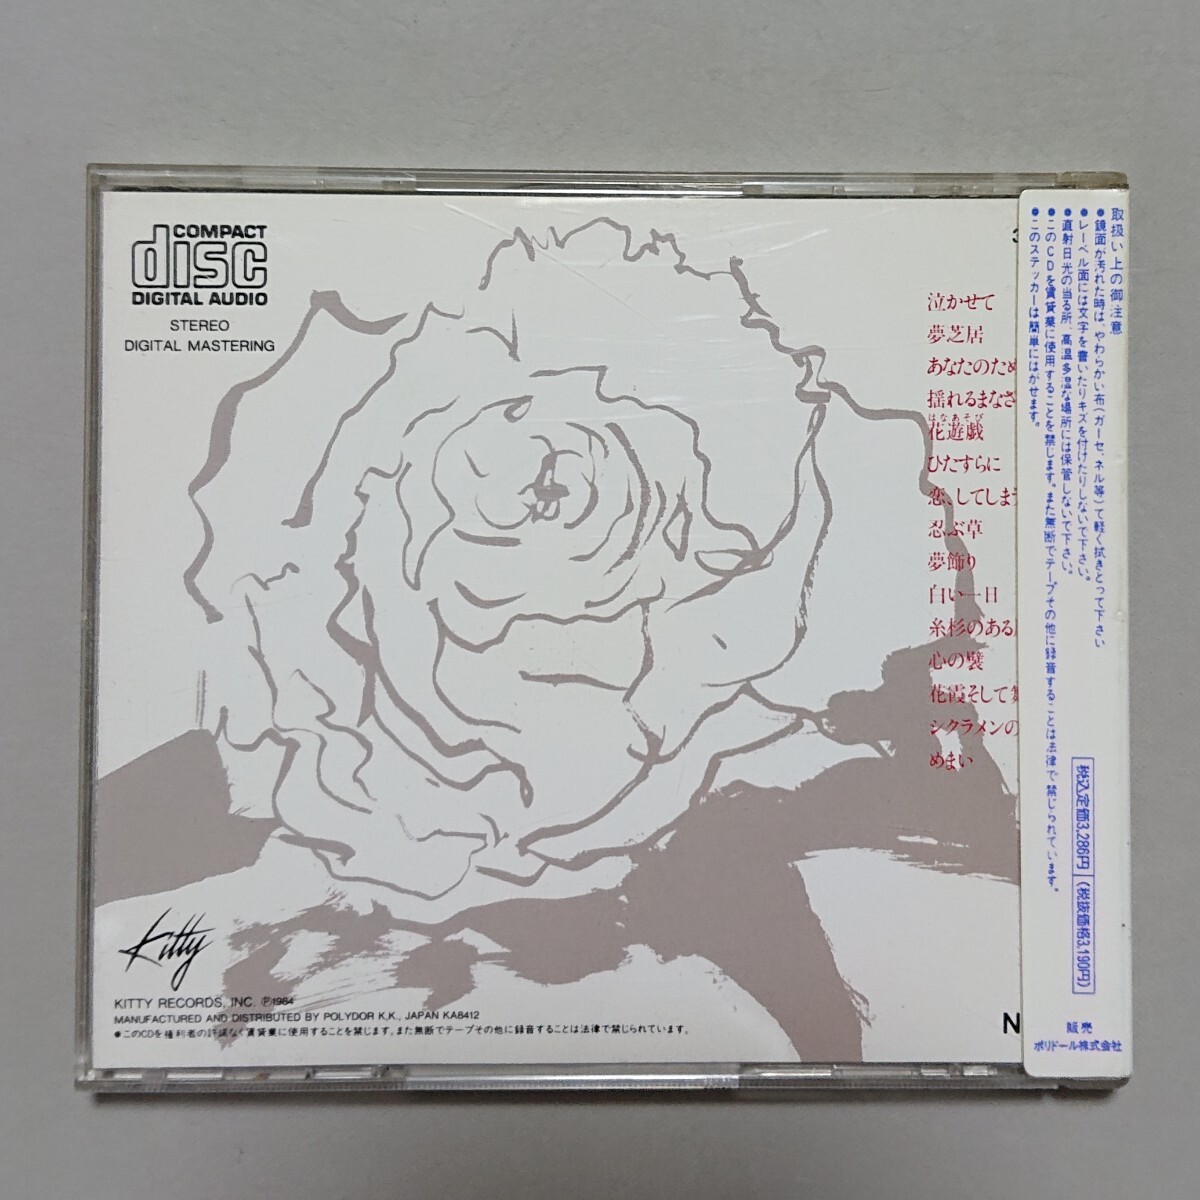 COMPACT
disc
DIGITAL AUDIO
STEREO
DIGITAL MASTERING
泣かせて
夢芝居
あなたのため
揺れるまなざ
はなあそび
花遊戯
ひたすらに
恋、してしまう
忍ぶ草
夢飾り
白い一日
糸杉のある
心の襞
花霞そして
シクラメンの
めまい
Kitty
KITTY RECORDS, INC. ℗1984
MANUFACTURED AND DISTRIBUTED BY POLYDOR K.K., JAPAN KA8412
●このCDを権利者の許諾なく賃貸業に使用することを禁じます。また無断でテープその他に録音することは法律で禁じられています。
N
取扱い上の御注意
●鏡面が汚れた時は、やわらかい布(ガーセ、ネル等)て軽く拭きとって下さい
●レーベル面には文字を書いたりキズを付けたりしないで下さい。
●直射日光の当る所、高温多湿な場所には保管しないで下さい。
●このCDを賃貸業に使用することを禁じます。また無断でテープその他に録音することは法律で禁じられています。
●このステッカーは簡単にはがせます。
税込定価3,286円(税抜価格3,190円)
販売
ポリドール株式会社